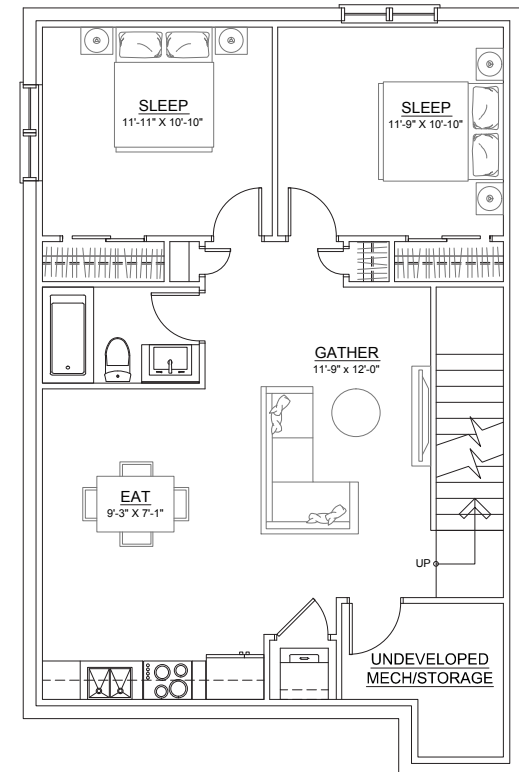 SLEEP
11'-11" X 10'-10"
SLEEP
11'-9" X 10'-10"
GATHER
11'-9" x 12'-0"
EAT
9'-3" X 7'-1"
UP
UNDEVELOPED
MECH/STORAGE